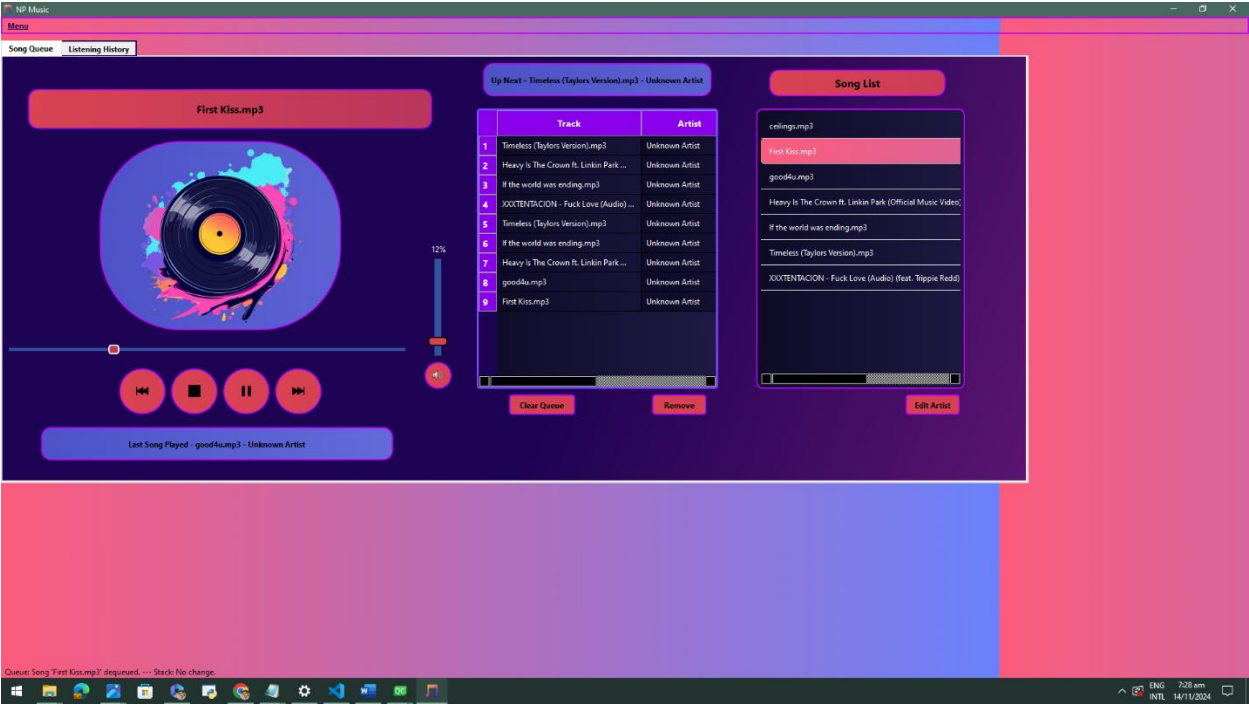 NP Music
Menu
Song Queue
Listening History
First Kiss.mp3
12%
Last Song Played - good4u.mp3 - Unknown Artist
Up Next - Timeless (Taylors Version).mp3 - Unknown Artist
Track Artist
1 Timeless (Taylors Version).mp3 Unknown Artist
2 Heavy Is The Crown ft. Linkin Park ... Unknown Artist
3 If the world was ending.mp3 Unknown Artist
4 XXXTENTACION - Fuck Love (Audio) ... Unknown Artist
5 Timeless (Taylors Version).mp3 Unknown Artist
6 If the world was ending.mp3 Unknown Artist
7 Heavy Is The Crown ft. Linkin Park ... Unknown Artist
8 good4u.mp3 Unknown Artist
9 First Kiss.mp3 Unknown Artist
Clear Queue
Remove
Song List
ceilings.mp3
First Kiss.mp3
good4u.mp3
Heavy Is The Crown ft. Linkin Park (Official Music Video)
If the world was ending.mp3
Timeless (Taylors Version).mp3
XXXTENTACION - Fuck Love (Audio) (feat. Trippie Redd)
Edit Artist
Queue: Song 'First Kiss.mp3' dequeued. --- Stack: No change.
ENG
INTL
7:28 am
14/11/2024